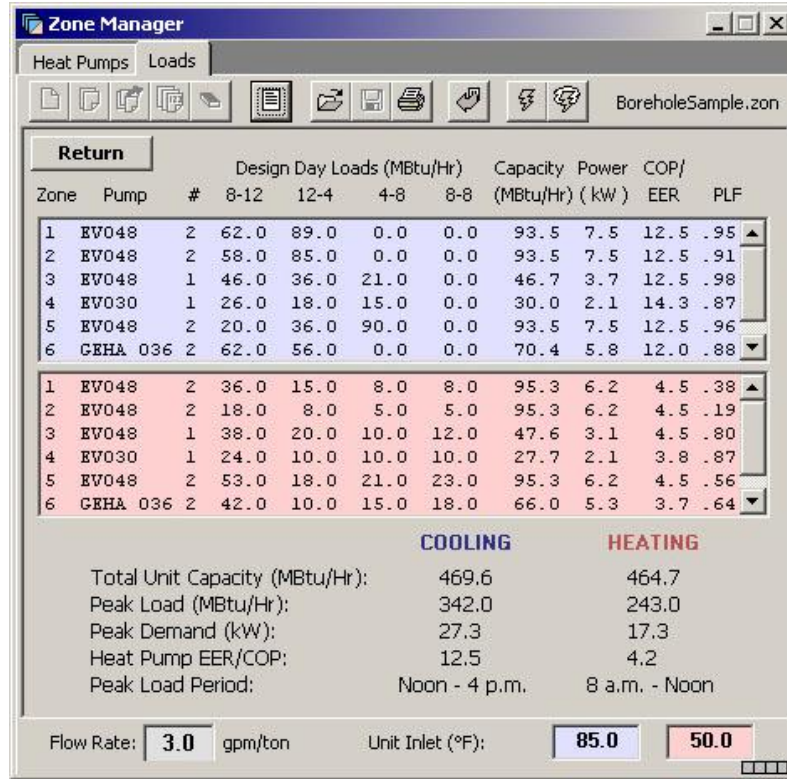 Zone Manager
Heat Pumps Loads
BoreholeSample.zon
Return
Design Day Loads (MBtu/Hr) Capacity Power COP/
Zone Pump # 8-12 12-4 4-8 8-8 (MBtu/Hr) ( kW ) EER PLF
1 EV048 2 62.0 89.0 0.0 0.0 93.5 7.5 12.5 .95
2 EV048 2 58.0 85.0 0.0 0.0 93.5 7.5 12.5 .91
3 EV048 1 46.0 36.0 21.0 0.0 46.7 3.7 12.5 .98
4 EV030 1 26.0 18.0 15.0 0.0 30.0 2.1 14.3 .87
5 EV048 2 20.0 36.0 90.0 0.0 93.5 7.5 12.5 .96
6 GEHA 036 2 62.0 56.0 0.0 0.0 70.4 5.8 12.0 .88
1 EV048 2 36.0 15.0 8.0 8.0 95.3 6.2 4.5 .38
2 EV048 2 18.0 8.0 5.0 5.0 95.3 6.2 4.5 .19
3 EV048 1 38.0 20.0 10.0 12.0 47.6 3.1 4.5 .80
4 EV030 1 24.0 10.0 10.0 10.0 27.7 2.1 3.8 .87
5 EV048 2 53.0 18.0 21.0 23.0 95.3 6.2 4.5 .56
6 GEHA 036 2 42.0 10.0 15.0 18.0 66.0 5.3 3.7 .64
COOLING HEATING
Total Unit Capacity (MBtu/Hr): 469.6 464.7
Peak Load (MBtu/Hr): 342.0 243.0
Peak Demand (kW): 27.3 17.3
Heat Pump EER/COP: 12.5 4.2
Peak Load Period: Noon - 4 p.m. 8 a.m. - Noon
Flow Rate: 3.0 gpm/ton Unit Inlet (°F): 85.0 50.0